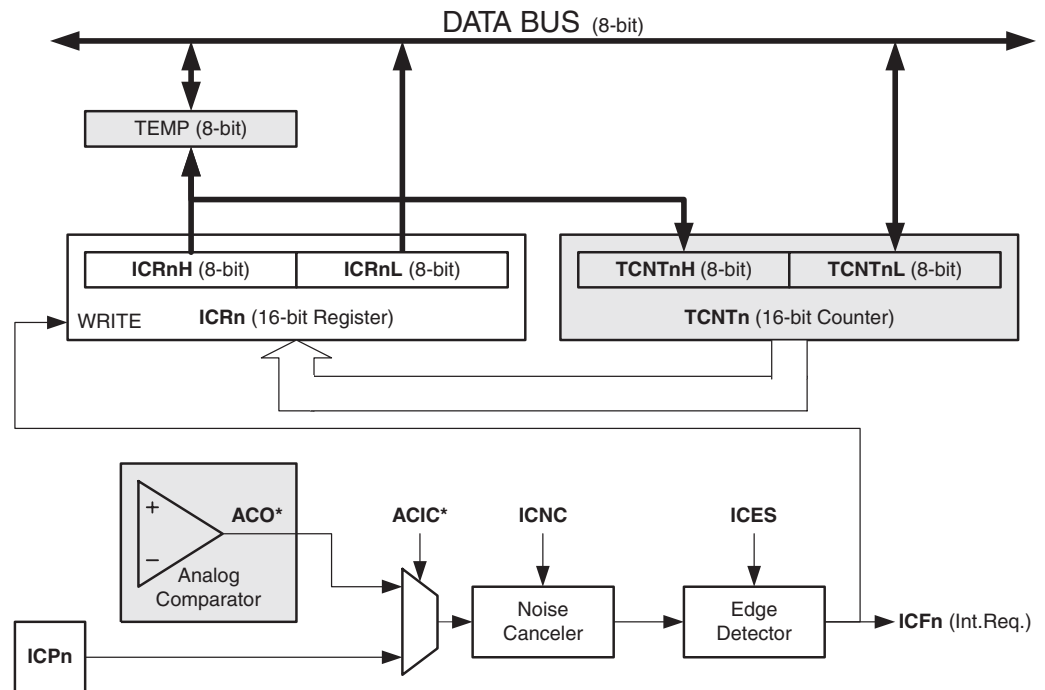 DATA BUS (8-bit)
TEMP (8-bit)
ICRnH (8-bit)
ICRnL (8-bit)
TCNTnH (8-bit)
TCNTnL (8-bit)
WRITE
ICRn (16-bit Register)
TCNTn (16-bit Counter)
+
−
ACO*
Analog
Comparator
ACIC*
ICNC
ICES
Noise
Canceler
Edge
Detector
ICFn (Int.Req.)
ICPn